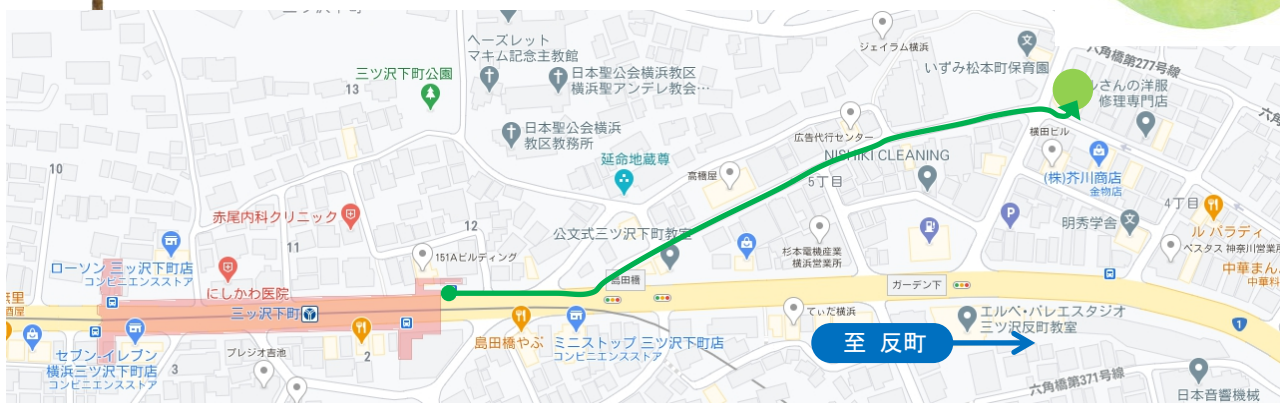 ヘーズレット
マキム記念主教館
ジェイラム横浜
六角橋第277号線
いずみ松本町保育園
三ツ沢下町公園
13
日本聖公会横浜教区
横浜聖アンデレ教会…
さんの洋服
修理専門店
広告代行センター
横田ビル
日本聖公会横浜
教区教務所
NISHIKI CLEANING
延命地蔵尊
10
高橋屋
5丁目
(株)芥川商店
金物店
赤尾内科クリニック
12
4丁目
明秀学舎
ル パラディ
11
公文式三ツ沢下町教室
杉本電機産業
横浜営業所
ベスタス 神奈川営業所
151Aビルディング
ローソン 三ッ沢下町店
コンビニエンスストア
中華まん
中華料
にしかわ医院
島田橋
ガーデン下
三ッ沢下町
ていだ横浜
エルベ・バレエスタジオ
三ツ沢反町教室
1
島田橋やぶ
ミニストップ 三ツ沢下町店
コンビニエンスストア
至 反町
セブン-イレブン
横浜三ツ沢下町店
コンビニエンスストア
プレジオ吉池
2
3
六角橋第371号線
日本音響機械